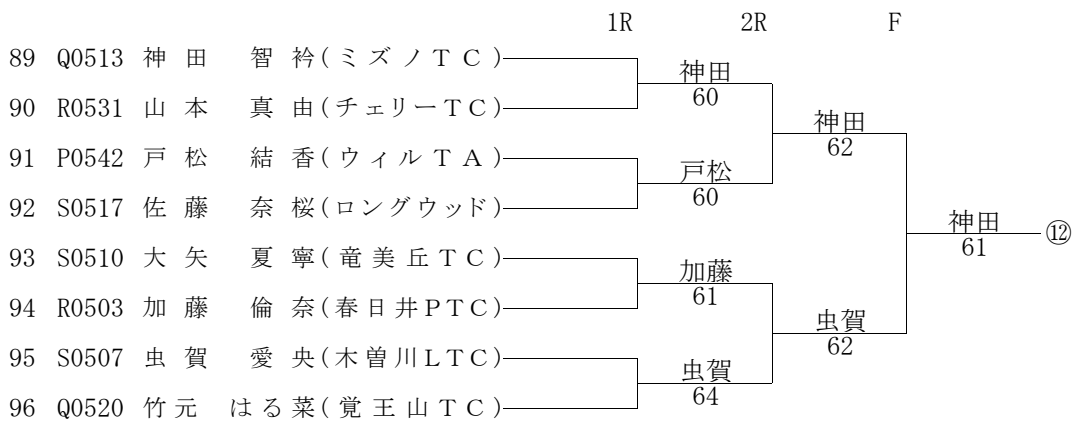 1R 2R F
89 Q0513 神田 智衿(ミズノTC)
神田
60
90 R0531 山本 真由(チェリーTC)
神田
62
91 P0542 戸松 結香(ウィルTA)
戸松
60
92 S0517 佐藤 奈桜(ロングウッド)
神田
61
⑫
93 S0510 大矢 夏寧(竜美丘TC)
加藤
61
94 R0503 加藤 倫奈(春日井PTC)
虫賀
62
95 S0507 虫賀 愛央(木曽川LTC)
虫賀
64
96 Q0520 竹元 はる菜(覚王山TC)